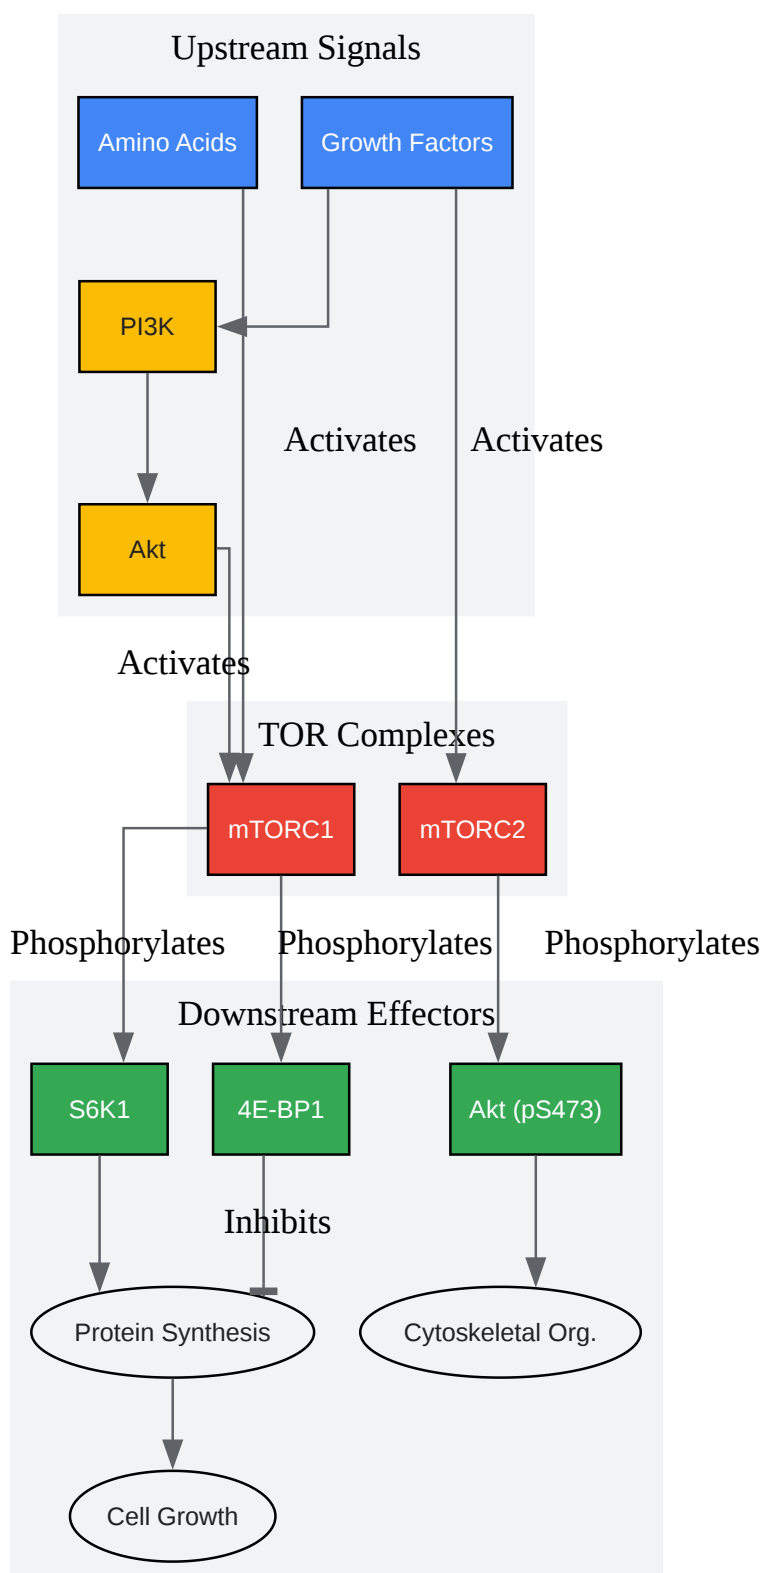 Upstream Signals
Amino Acids
Growth Factors
PI3K
Activates
Activates
Akt
Activates
TOR Complexes
mTORC1
mTORC2
Phosphorylates
Phosphorylates
Phosphorylates
Downstream Effectors
S6K1
4E-BP1
Akt (pS473)
Inhibits
Protein Synthesis
Cytoskeletal Org.
Cell Growth